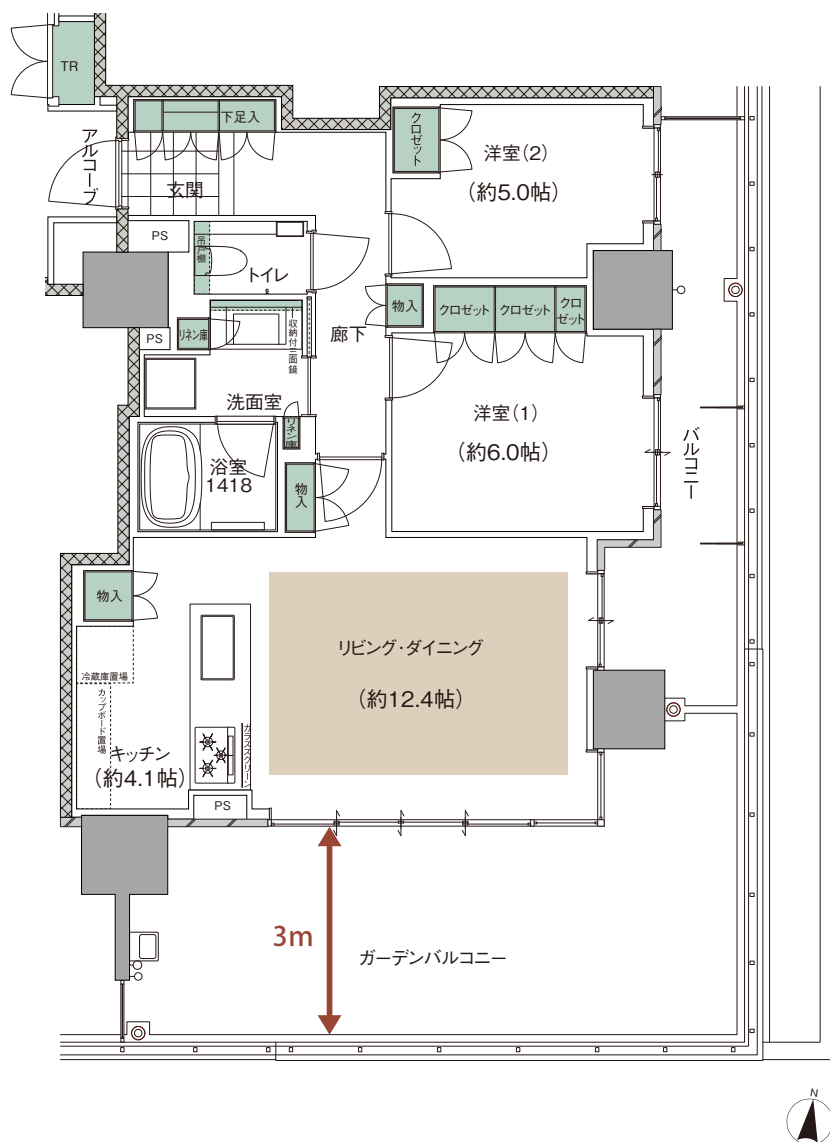 TR
アルコーブ
下足入
玄関
クロゼット
洋室(2)
(約5.0帖)
PS
吊戸棚
トイレ
物入
クロゼット
クロゼット
クロゼット
PS
リネン庫
収納付三面鏡
廊下
洗面室
リネン庫
洋室(1)
(約6.0帖)
バルコニー
浴室
1418
物入
物入
リビング・ダイニング
(約12.4帖)
冷蔵庫置場
カップボード置場
キッチン
(約4.1帖)
ガラススクリーン
PS
3m
ガーデンバルコニー
N